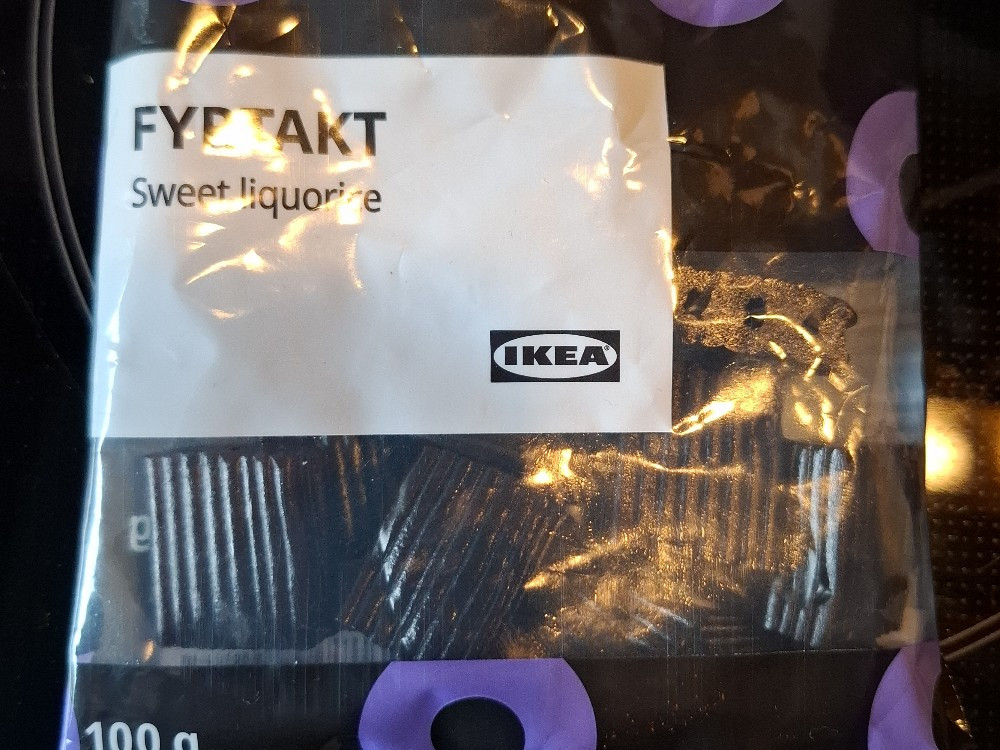 FYRTAKT
Sweet liquorice
IKEA®
g
100 g